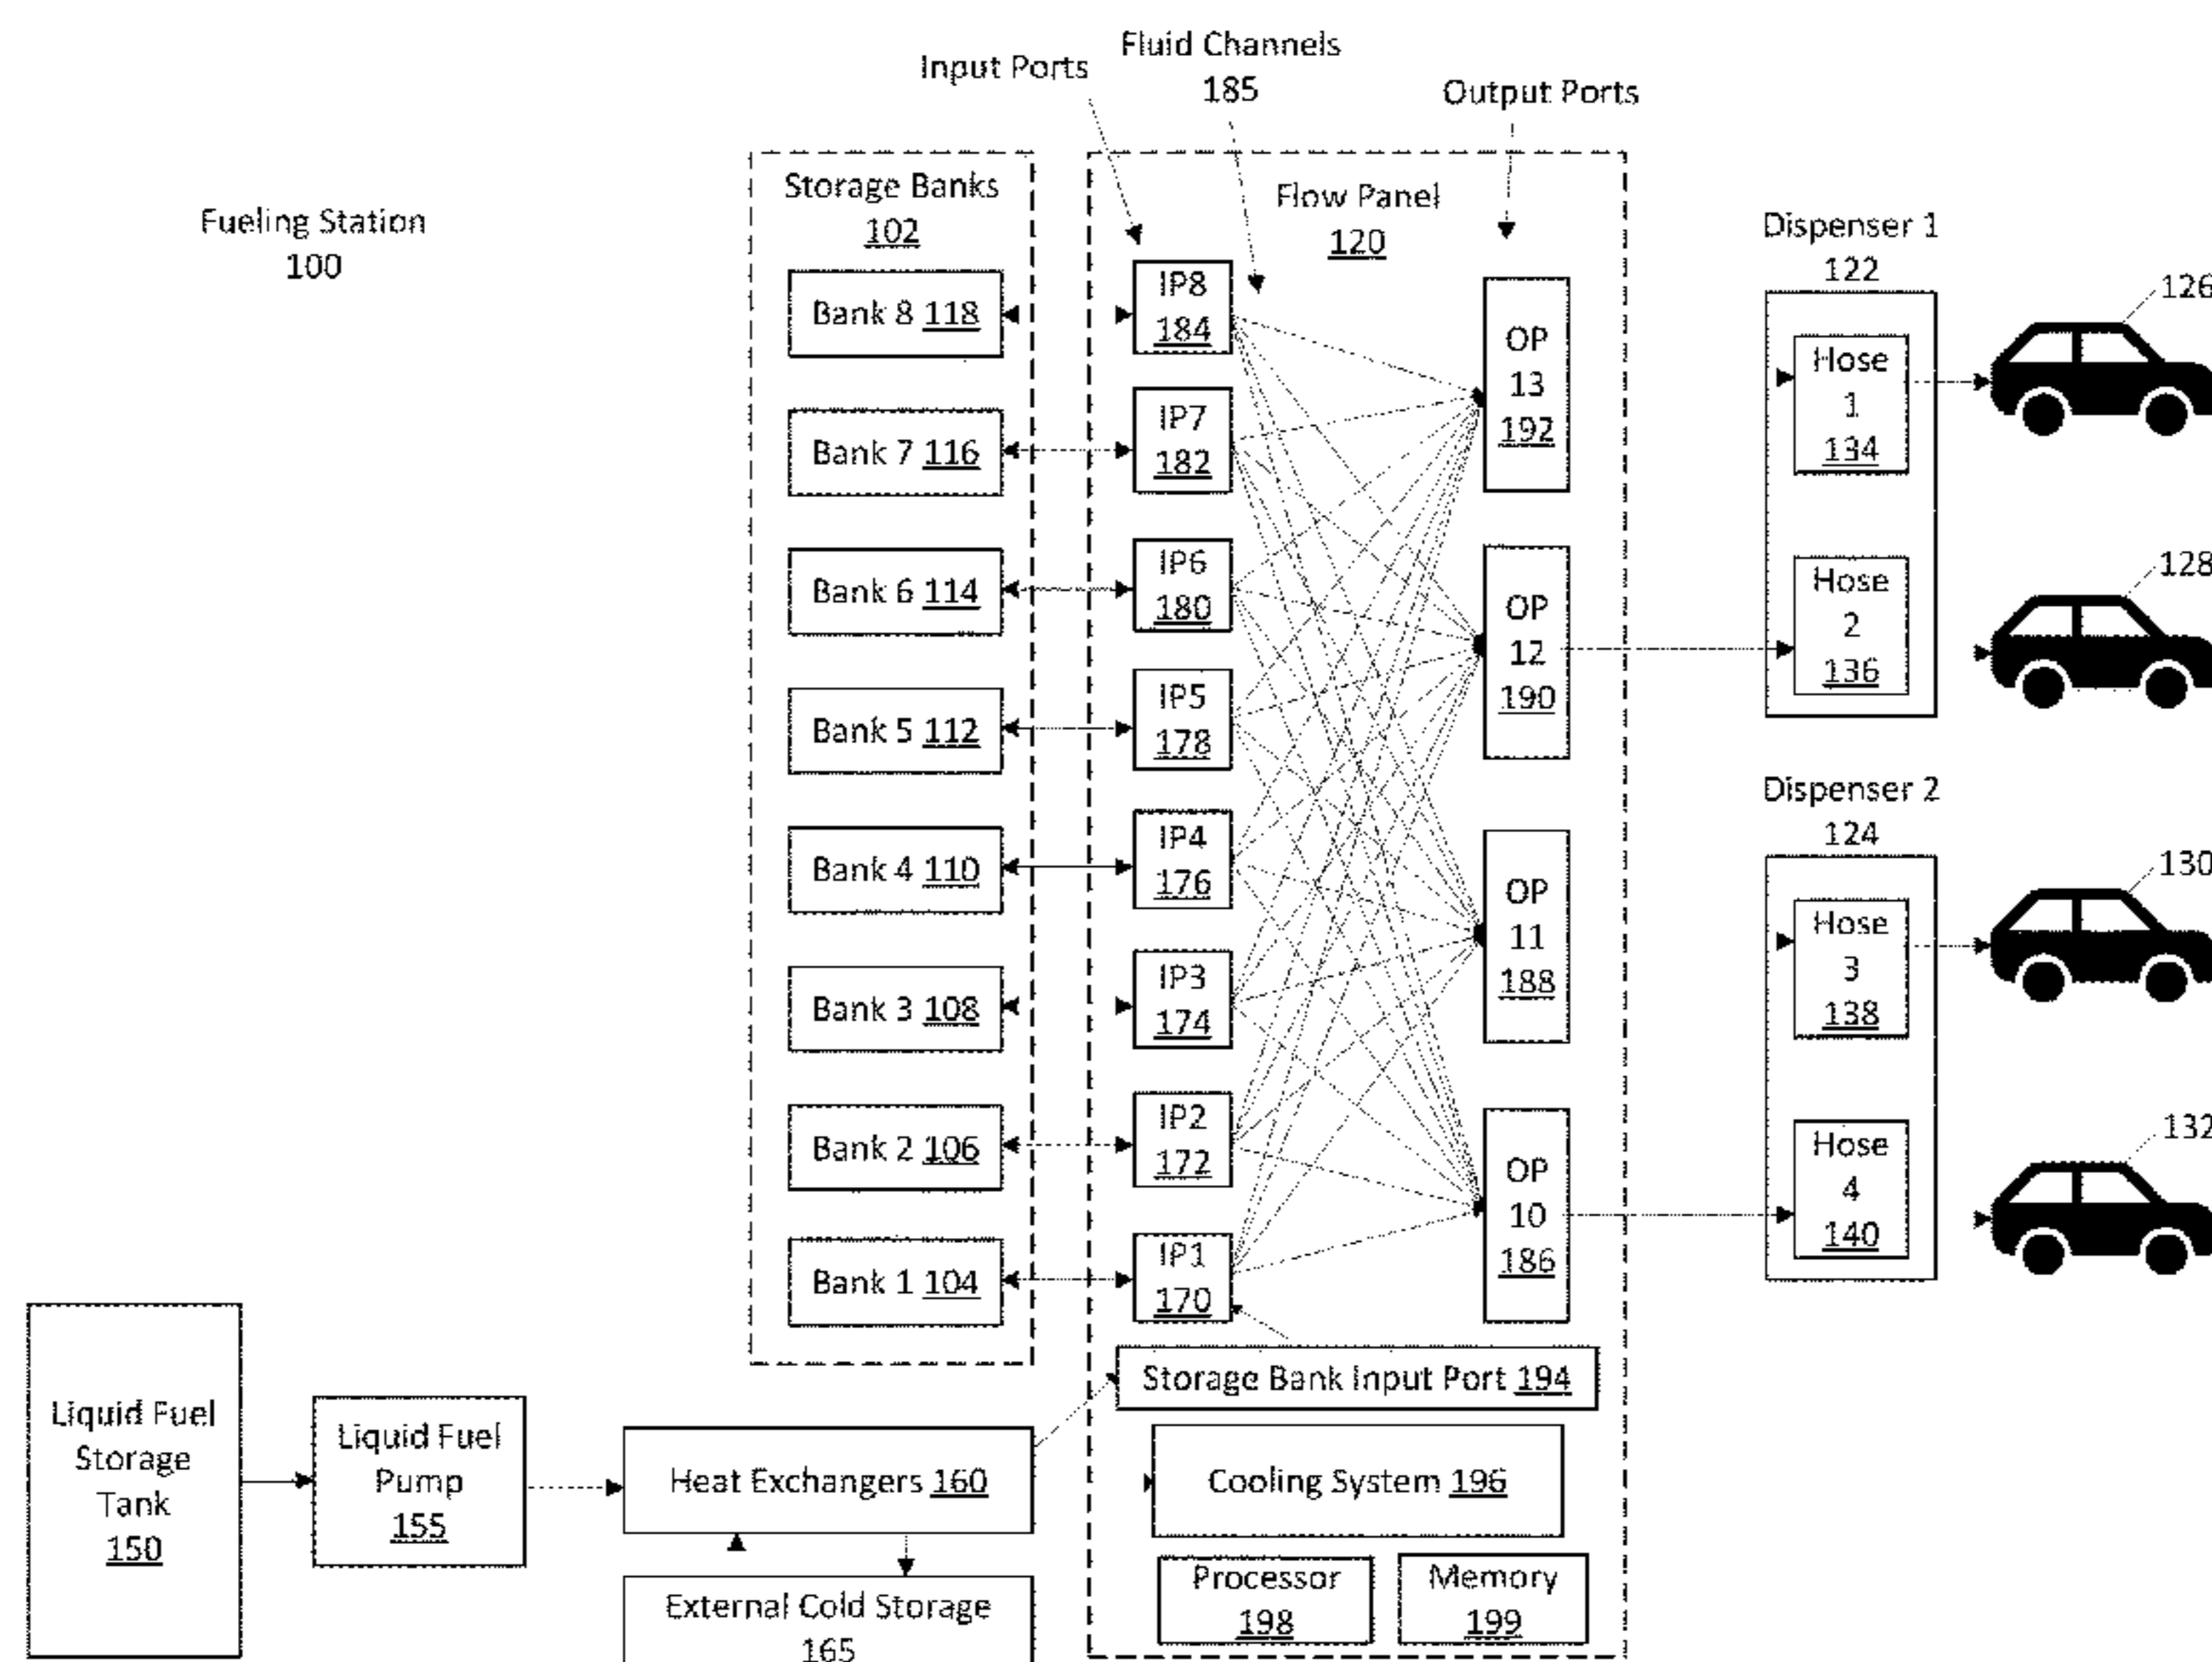 Fueling Station
100
Input Ports
Fluid Channels
185
Output Ports
Storage Banks
102
Bank 8 118
Bank 7 116
Bank 6 114
Bank 5 112
Bank 4 110
Bank 3 108
Bank 2 106
Bank 1 104
Flow Panel
120
IP8
184
IP7
182
IP6
180
IP5
178
IP4
176
IP3
174
IP2
172
IP1
170
OP
13
192
OP
12
190
OP
11
188
OP
10
186
Dispenser 1
122
Hose
1
134
Hose
2
136
Dispenser 2
124
Hose
3
138
Hose
4
140
126
128
130
132
Liquid Fuel
Storage
Tank
150
Liquid Fuel
Pump
155
Heat Exchangers 160
External Cold Storage
165
Storage Bank Input Port 194
Cooling System 196
Processor
198
Memory
199